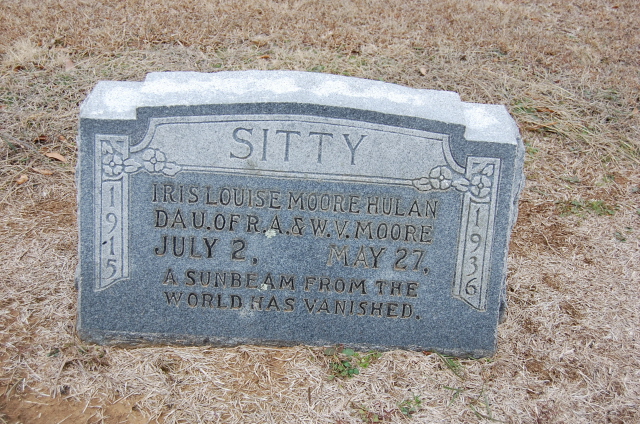 SITTY
IRIS LOUISE MOORE HULAN
DAU. OF R. A. & W. V. MOORE
1915 JULY 2, MAY 27, 1936
A SUNBEAM FROM THE
WORLD HAS VANISHED.